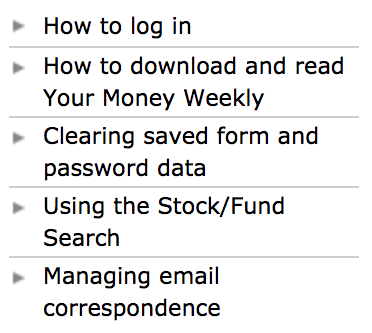 How to log in
How to download and read
Your Money Weekly
Clearing saved form and
password data
Using the Stock/Fund
Search
Managing email
correspondence